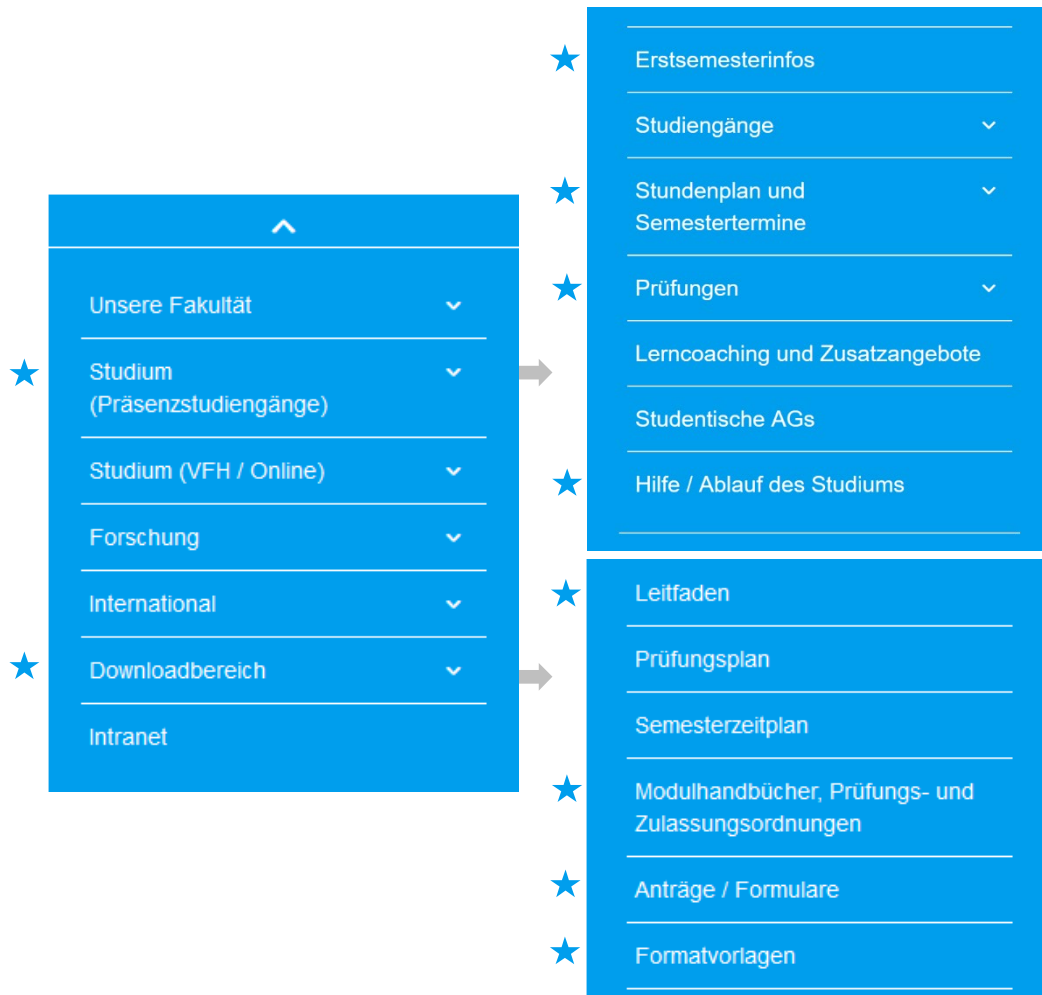 Unsere Fakultät
Studium
(Präsenzstudiengänge)
Studium (VFH / Online)
Forschung
International
Downloadbereich
Intranet
Erstsemesterinfos
Studiengänge
Stundenplan und
Semestertermine
Prüfungen
Lerncoaching und Zusatzangebote
Studentische AGs
Hilfe / Ablauf des Studiums
Leitfaden
Prüfungsplan
Semesterzeitplan
Modulhandbücher, Prüfungs- und
Zulassungsordnungen
Anträge / Formulare
Formatvorlagen